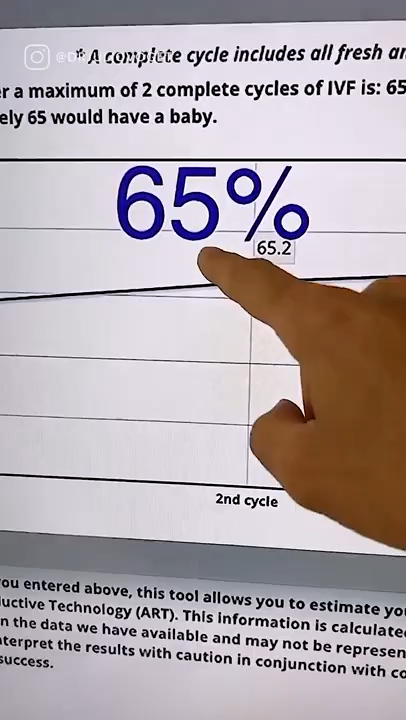 *A complete cycle includes all fresh an
er a maximum of 2 complete cycles of IVF is: 65
ely 65 would have a baby.
65%
65.2
2nd cycle
you entered above, this tool allows you to estimate you
ductive Technology (ART). This information is calculated
n the data we have available and may not be represen
nterpret the results with caution in conjunction with co
success.